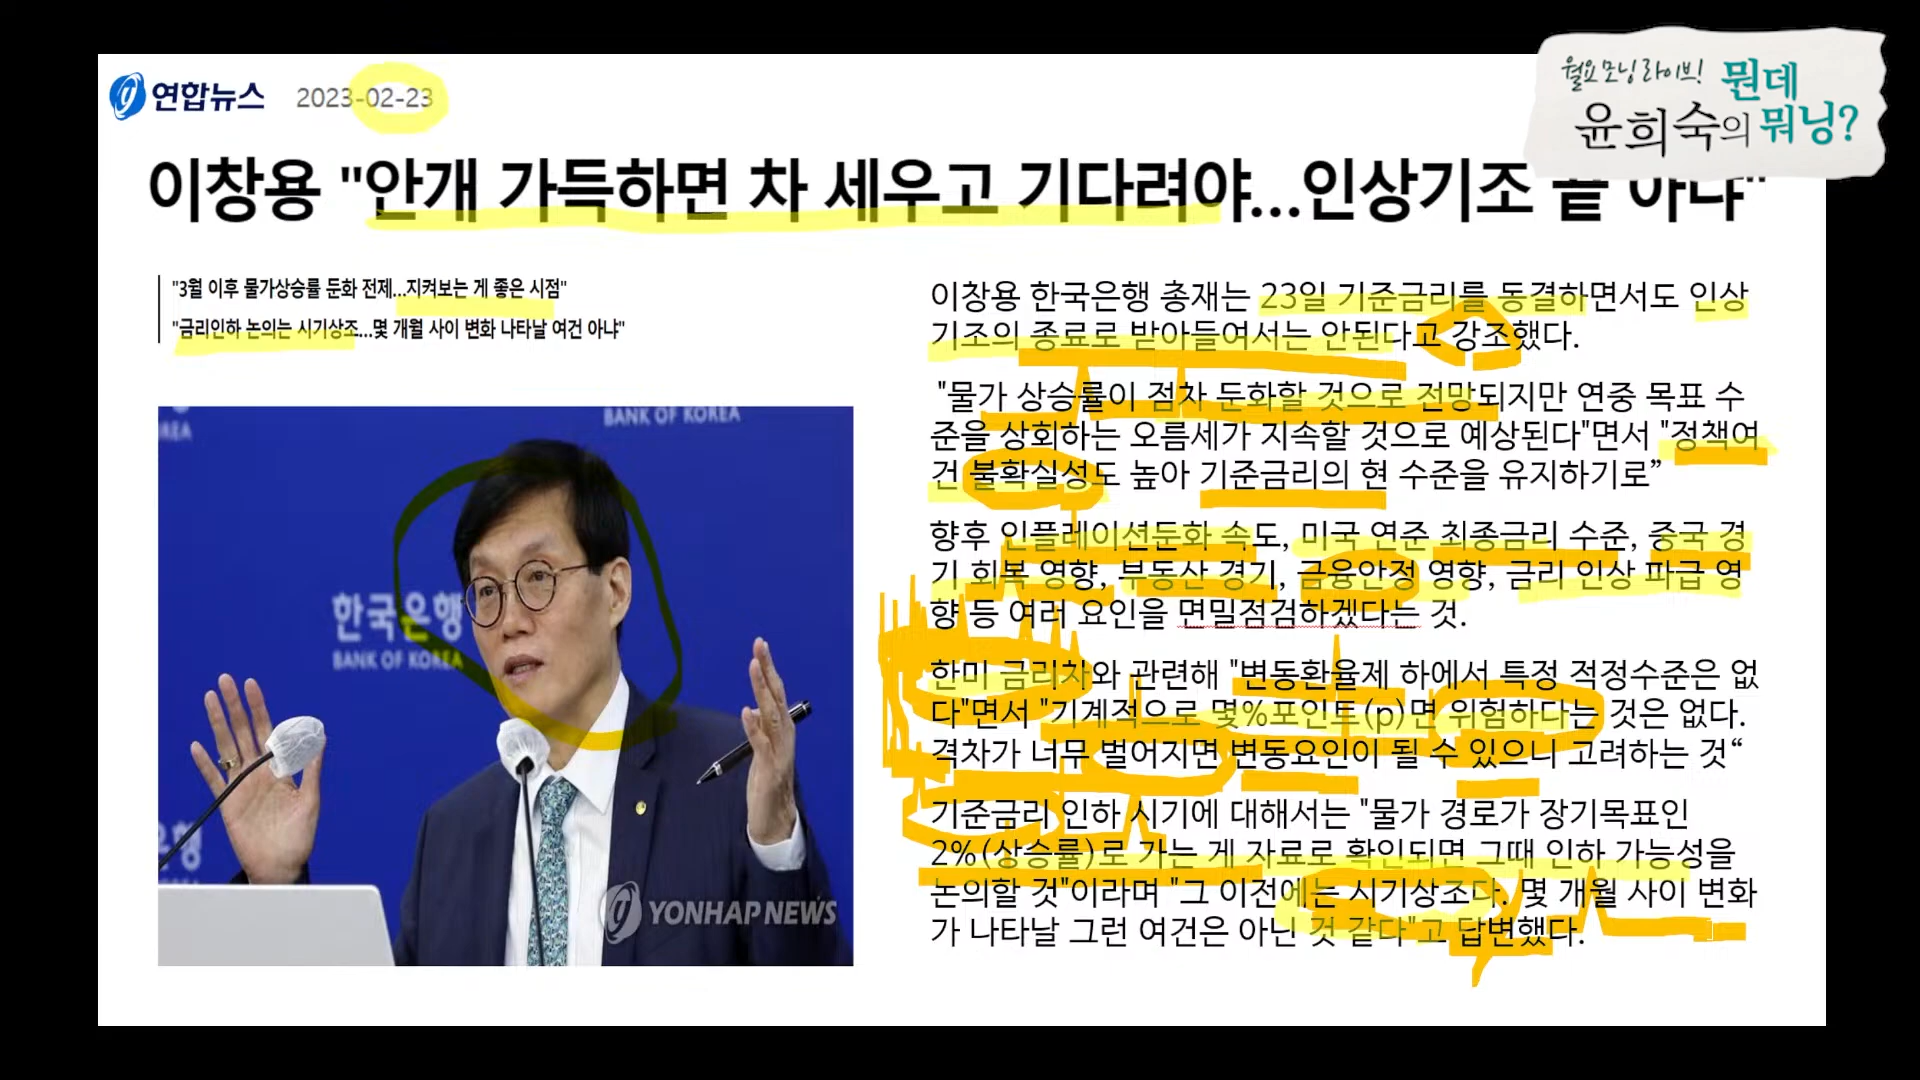 연합뉴스 2023-02-23
월요 모닝 라이브! 뭔데
윤희숙의 뭐닝?
이창용 "안개 가득하면 차 세우고 기다려야...인상기조 끝 아냐"
"3월 이후 물가상승률 둔화 전제...지켜보는 게 좋은 시점"
"금리인하 논의는 시기상조...몇 개월 사이 변화 나타날 여건 아냐"
BANK OF KOREA
REA
한국은행
BANK OF KOREA
은행
YONHAP NEWS
이창용 한국은행 총재는 23일 기준금리를 동결하면서도 인상
기조의 종료로 받아들여서는 안된다고 강조했다.
"물가 상승률이 점차 둔화할 것으로 전망되지만 연중 목표 수
준을 상회하는 오름세가 지속할 것으로 예상된다"면서 "정책여
건 불확실성도 높아 기준금리의 현 수준을 유지하기로”
향후 인플레이션둔화 속도, 미국 연준 최종금리 수준, 중국 경
기 회복 영향, 부동산 경기, 금융안정 영향, 금리 인상 파급 영
향 등 여러 요인을 면밀점검하겠다는 것.
한미 금리차와 관련해 "변동환율제 하에서 특정 적정수준은 없
다"면서 "기계적으로 몇%포인트(p)면 위험하다는 것은 없다.
격차가 너무 벌어지면 변동요인이 될 수 있으니 고려하는 것“
기준금리 인하 시기에 대해서는 "물가 경로가 장기목표인
2%(상승률)로 가는 게 자료로 확인되면 그때 인하 가능성을
논의할 것"이라며 "그 이전에는 시기상조다. 몇 개월 사이 변화
가 나타날 그런 여건은 아닌 것 같다"고 답변했다.